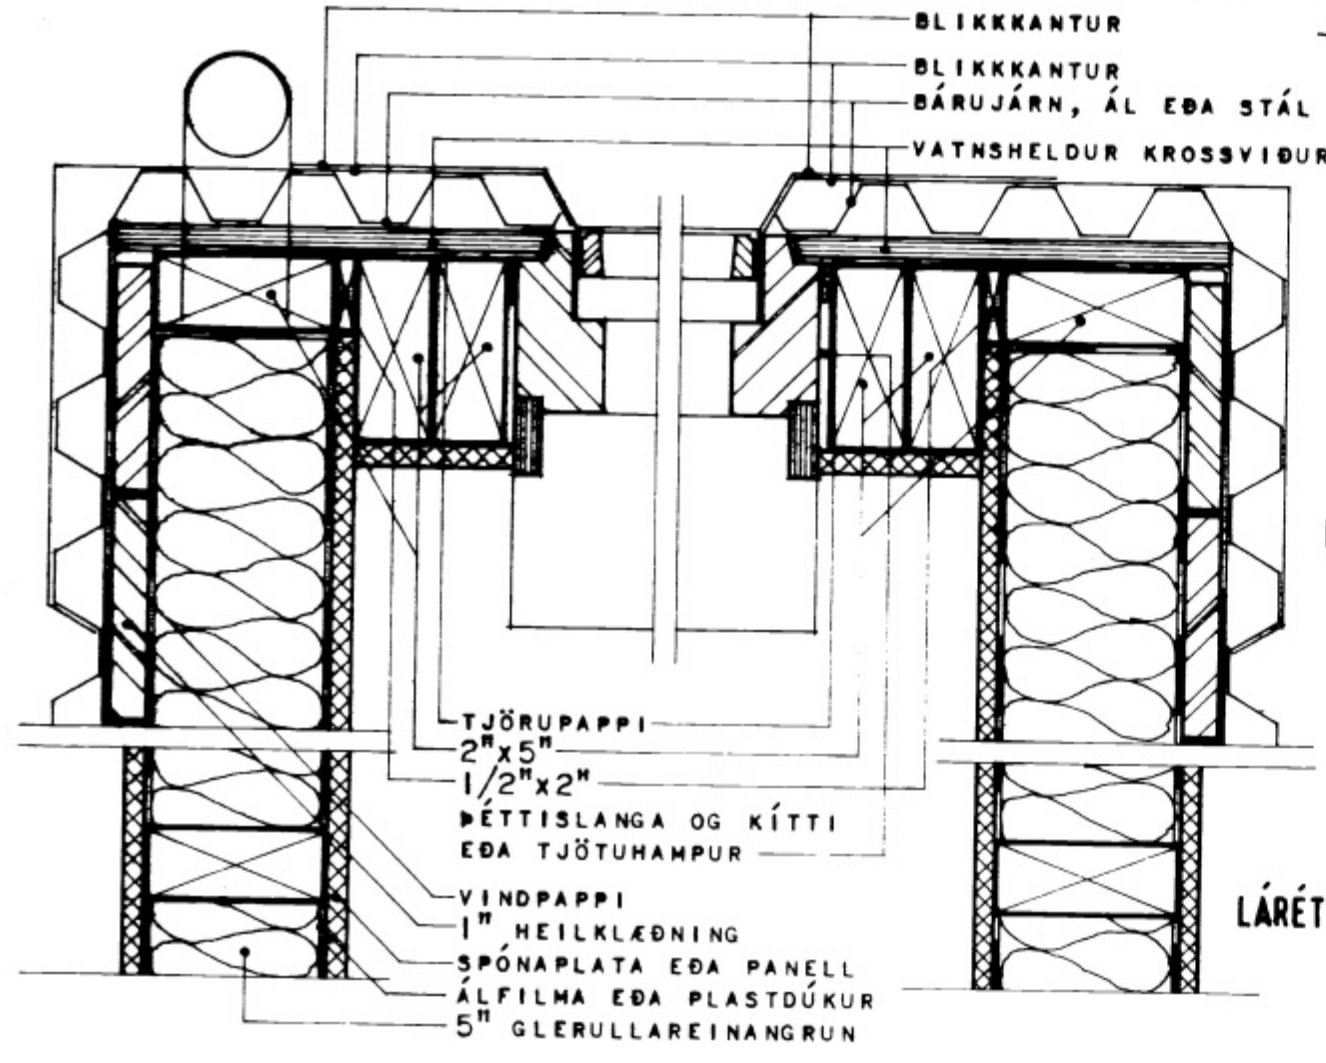 BLIKKKANTUR
BLIKKKANTUR
BÁRUJÁRN, ÁL EÐA STÁL
VATNSHELDUR KROSSVIÐUR
TJÖRUPAPPI
2"x5"
1/2"x2"
ÞÉTTISLANGA OG KÍTTI
EÐA TJÖTUHAMPUR
VINDPAPPI
1" HEILKLÆÐNING
SPÓNAPLATA EÐA PANELL
ÁLFILMA EÐA PLASTDÚKUR
5" GLERULLAREINANGRUN
LÁRÉT